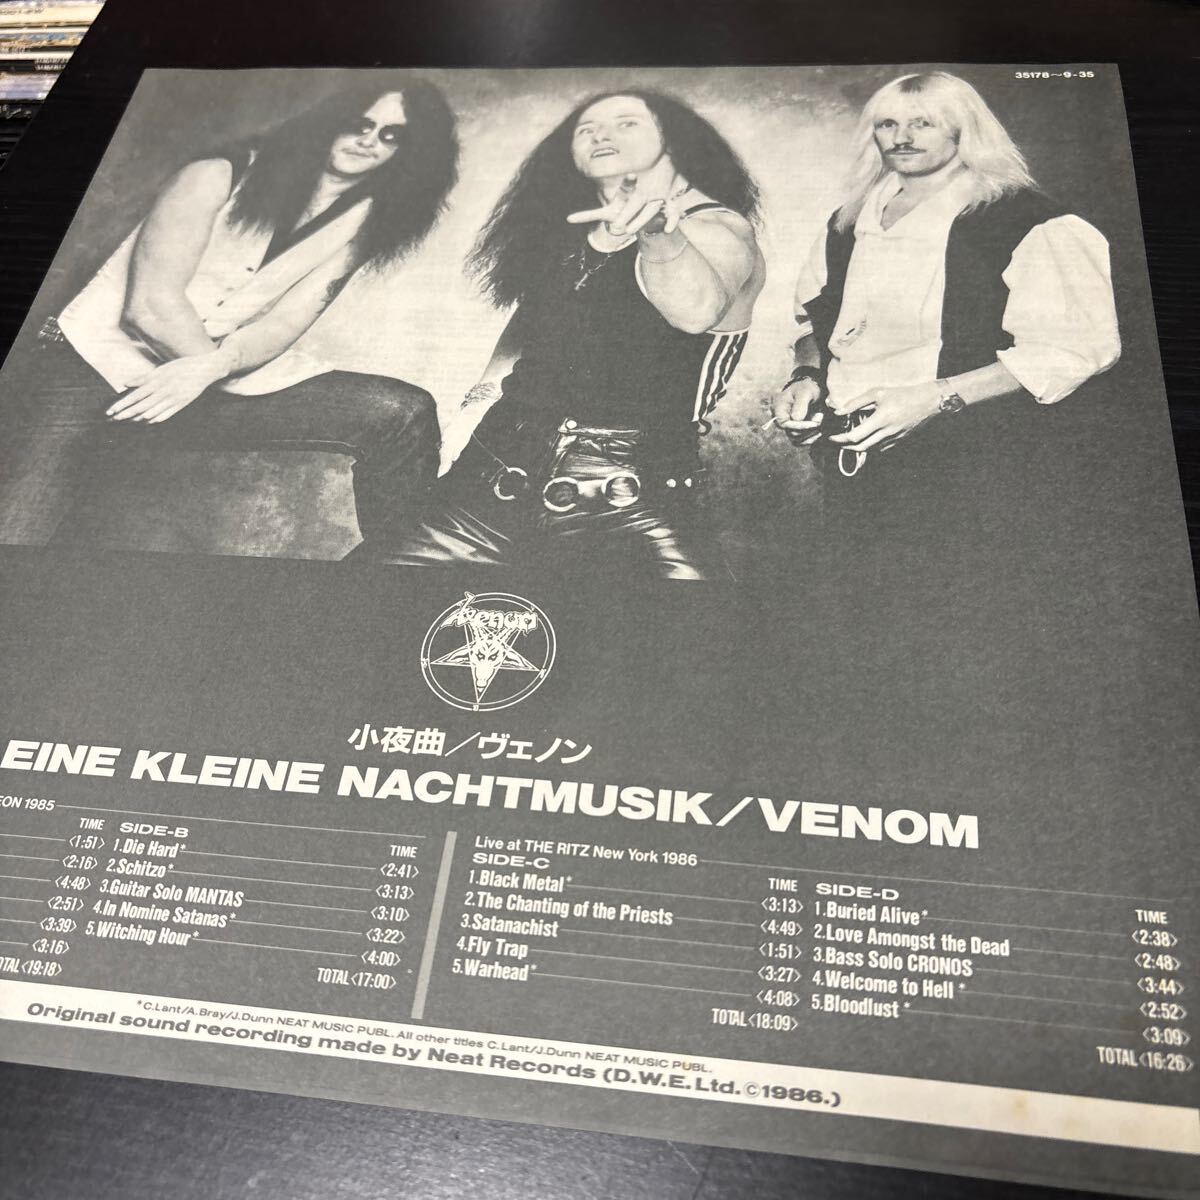 35178〜9-35
Venom
小夜曲／ヴェノン
EINE KLEINE NACHTMUSIK/VENOM
EON 1985
TIME
<1:51>
<2:16>
<4:48>
<2:51>
<3:39>
<3:16>
TOTAL<19:18>
SIDE-B
TIME
1.Die Hard*
<2:41>
2.Schitzo*
<3:13>
3.Guitar Solo MANTAS
<3:10>
4.In Nomine Satanas*
<3:22>
5.Witching Hour*
<4:00>
TOTAL<17:00>
Live at THE RITZ New York 1986
SIDE-C
TIME
1.Black Metal*
<3:13>
2.The Chanting of the Priests
<4:49>
3.Satanachist
<1:51>
4.Fly Trap
<3:27>
5.Warhead*
<4:08>
TOTAL<18:09>
SIDE-D
TIME
1.Buried Alive*
<2:38>
2.Love Amongst the Dead
<2:48>
3.Bass Solo CRONOS
<3:44>
4.Welcome to Hell*
<2:52>
5.Bloodlust*
<3:09>
TOTAL<16:26>
*C.Lant/A.Bray/J.Dunn NEAT MUSIC PUBL. All other titles C.Lant/J.Dunn NEAT MUSIC PUBL.
Original sound recording made by Neat Records (D.W.E.Ltd.©1986.)